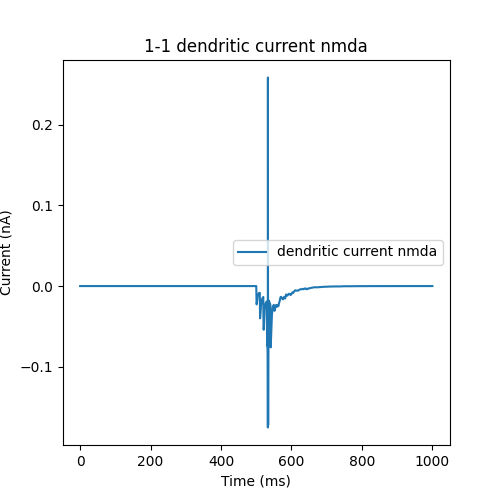 1-1 dendritic current nmda
Current (nA)
0.2
0.1
0.0
−0.1
dendritic current nmda
0 200 400 600 800 1000
Time (ms)